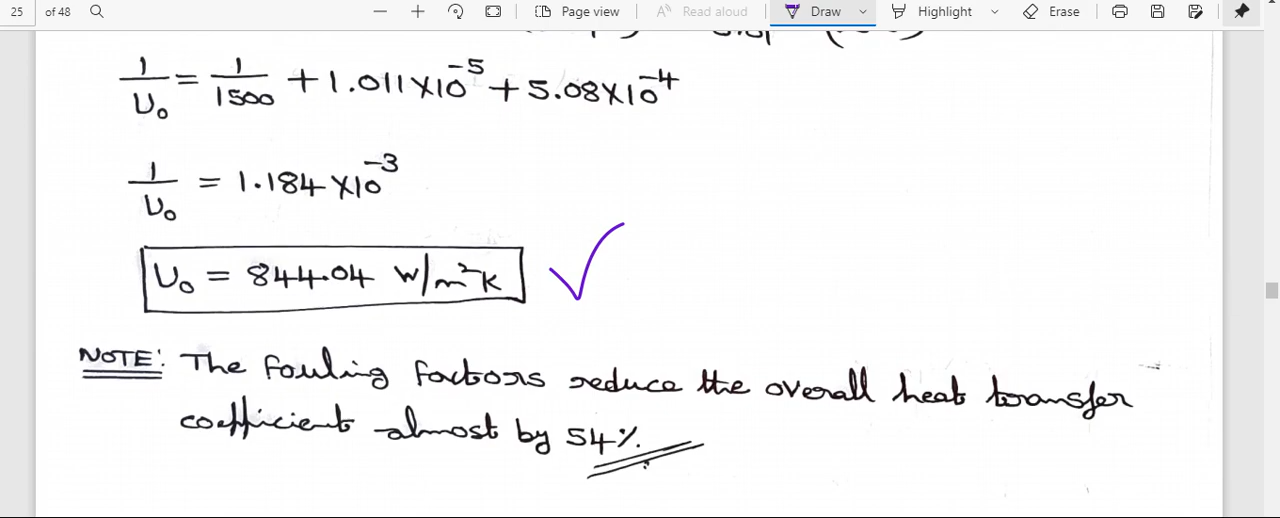 25 of 48 Page view Read aloud Draw Highlight Erase
1/U₀ = 1/1500 + 1.011×10⁻⁵ + 5.08×10⁻⁴
1/U₀ = 1.184×10⁻³
U₀ = 844.04 W/m²K
NOTE: The fouling factors reduce the overall heat transfer
coefficient almost by 54%.